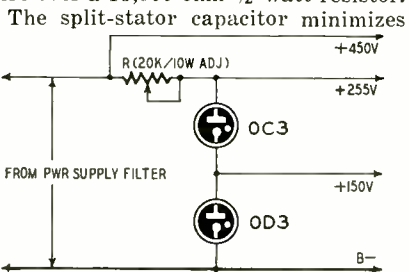 The split-stator capacitor minimizes
+450V
R(20K/10W ADJ)
+255V
OC3
FROM PWR SUPPLY FILTER
+150V
OD3
B−